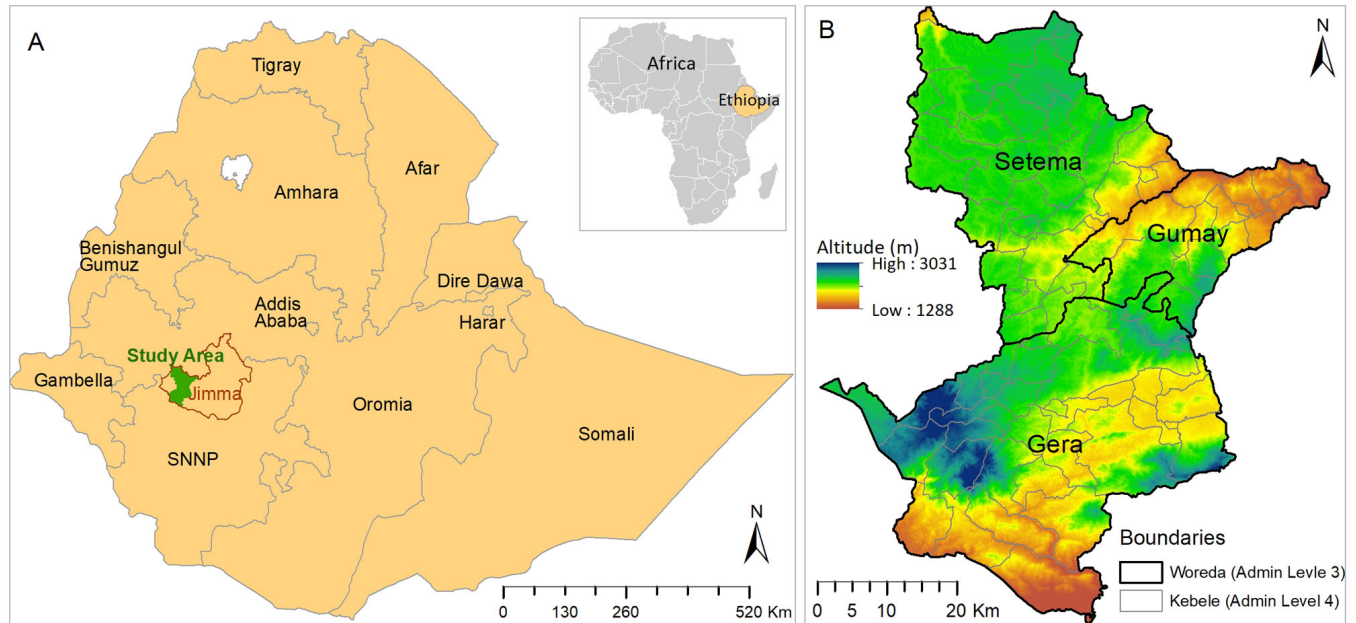 A
Tigray
Afar
Amhara
Benishangul
Gumuz
Dire Dawa
Addis
Ababa
Harar
Study Area
Gambella
Jimma
Oromia
Somali
SNNP
N
0 130 260 520 Km
Africa
Ethiopia
B
N
Setema
Gumay
Altitude (m)
High : 3031
Low : 1288
Gera
Boundaries
Woreda (Admin Levle 3)
Kebele (Admin Level 4)
0 5 10 20 Km